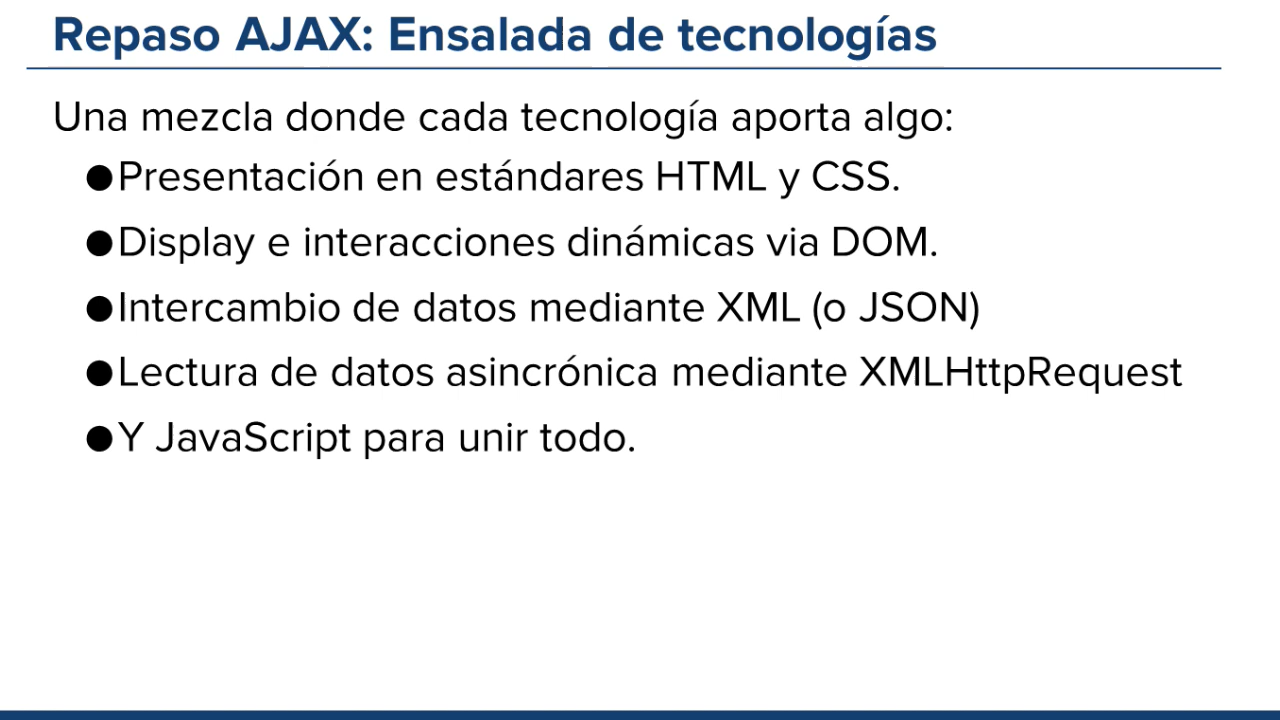 Repaso AJAX: Ensalada de tecnologías
Una mezcla donde cada tecnología aporta algo:
●Presentación en estándares HTML y CSS.
●Display e interacciones dinámicas via DOM.
●Intercambio de datos mediante XML (o JSON)
●Lectura de datos asincrónica mediante XMLHttpRequest
●Y JavaScript para unir todo.